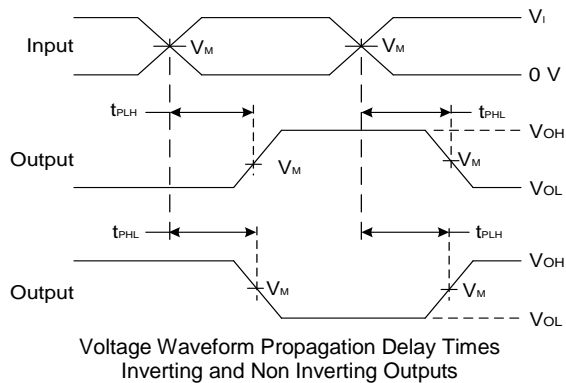 VI
Input
VM
VM
0 V
tPLH
tPHL
VOH
Output
VM
VM
VOL
tPHL
tPLH
VOH
Output
VM
VM
VOL
Voltage Waveform Propagation Delay Times
Inverting and Non Inverting Outputs